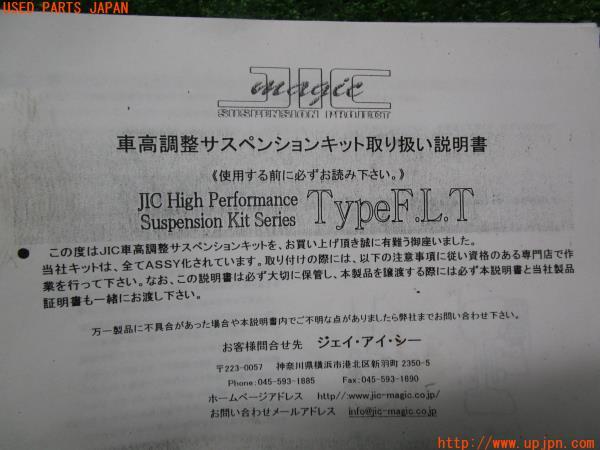 USED PARTS JAPAN
JIC
magic
SUSPENSION PROJECT
車高調整サスペンションキット取り扱い説明書
《使用する前に必ずお読み下さい。》
JIC High Performance
Suspension Kit Series TypeF.L.T
● この度はJIC車高調整サスペンションキットを、お買い上げ頂き誠に有難う御座いました。
当社キットは、全てASSY化されています。取り付けの際には、以下の注意事項に従い資格のある専門店で作
業を行って下さい。なお、この説明書は必ず大切に保管し、本製品を譲渡する際には必ず本説明書と当社製品
証明書も一緒にお渡し下さい。
万一製品に不具合があった場合や本説明書内でご不明な点がありましたら弊社までお問い合わせ下さい。
お客様問合せ先 ジェイ・アイ・シー
〒223-0057 神奈川県横浜市港北区新羽町 2350-5
Phone:045-593-1885 Fax:045-593-1890
ホームページアドレス http//:www.jic-magic.co.jp/
お問い合わせメールアドレス info@jic-magic.co.jp
http://www.upjpn.com/